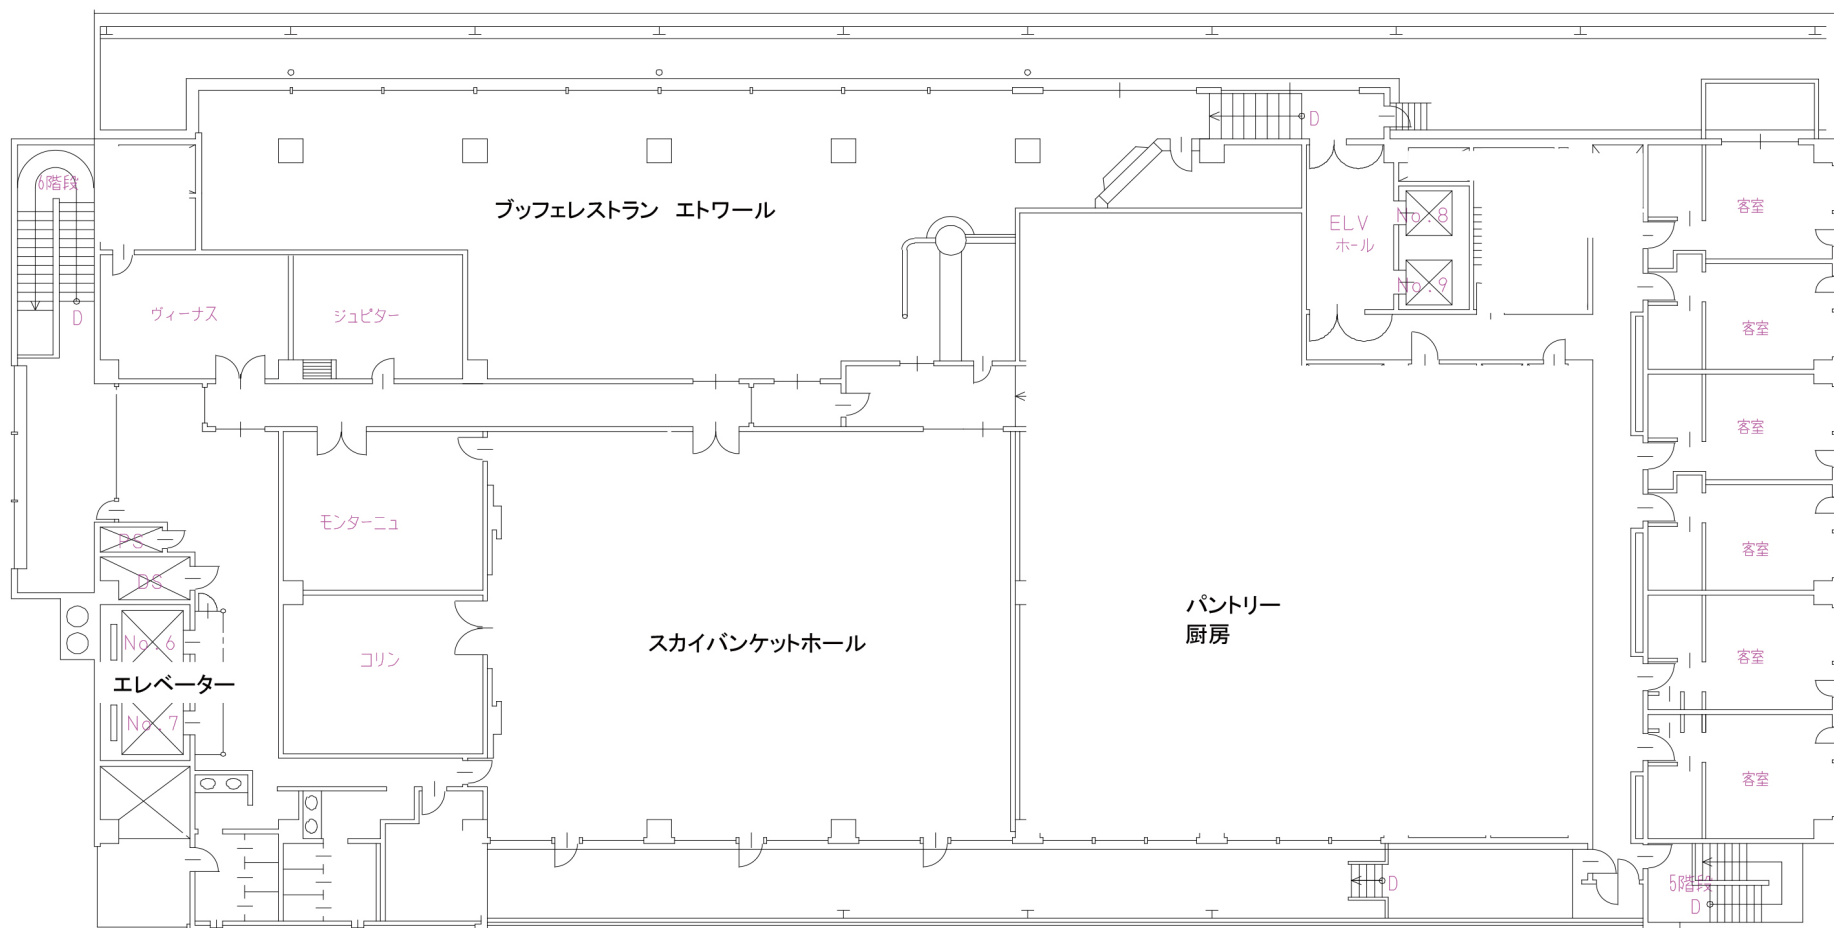 6階段
D
ブッフェレストラン エトワール
D
ELV
ホール
No.8
No.9
客室
ヴィーナス
ジュピター
客室
客室
モンターニュ
PS
DS
客室
No.6
エレベーター
No.7
コリン
スカイバンケットホール
パントリー
厨房
客室
客室
D
5階段
D